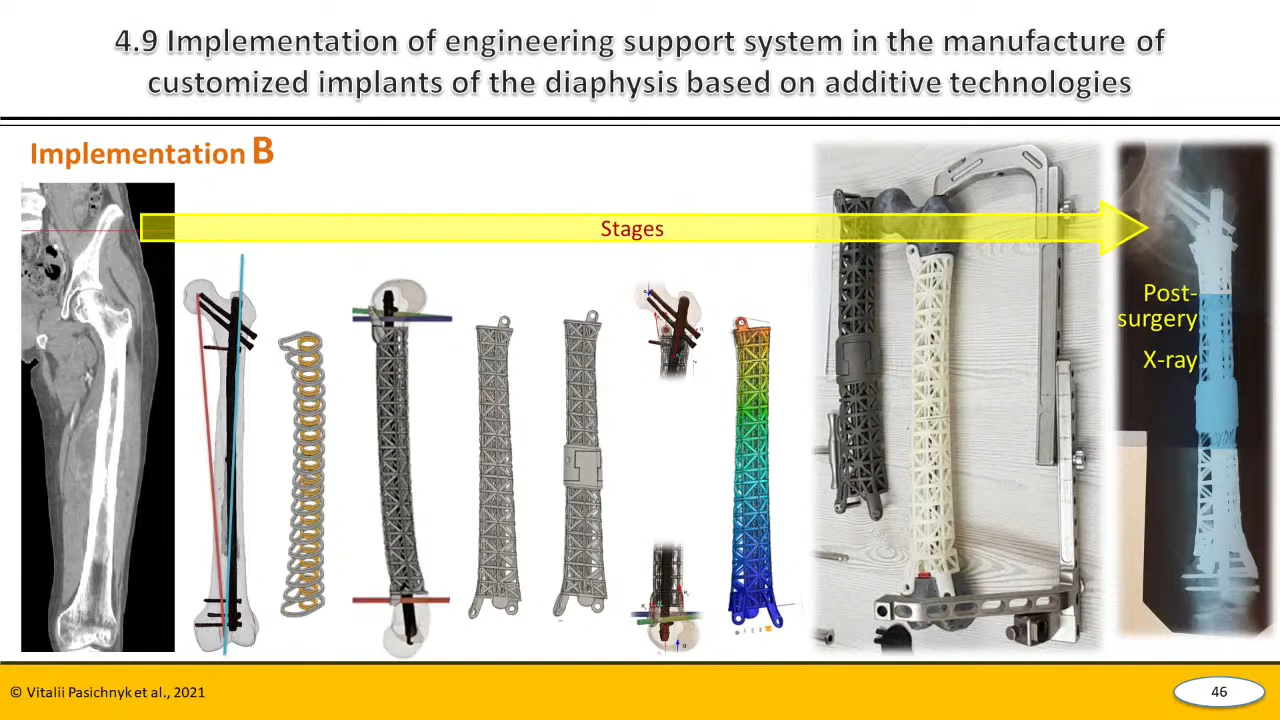 4.9 Implementation of engineering support system in the manufacture of
customized implants of the diaphysis based on additive technologies
Implementation B
Stages
Post-
surgery
X-ray
© Vitalii Pasichnyk et al., 2021
46